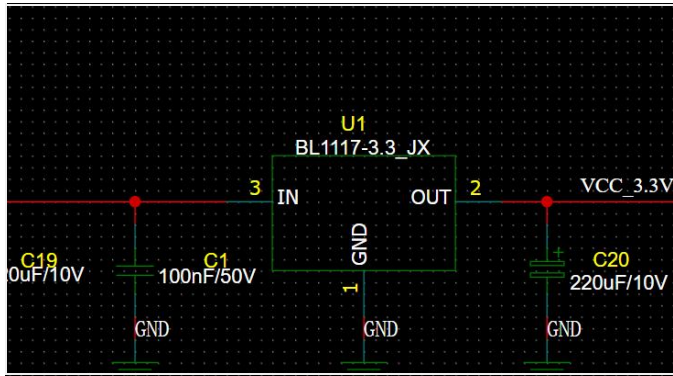 U1
BL1117-3.3_JX
3
IN
OUT
2
VCC_3.3V
GND
1
C19
0uF/10V
C1
100nF/50V
C20
220uF/10V
+
GND
GND
GND